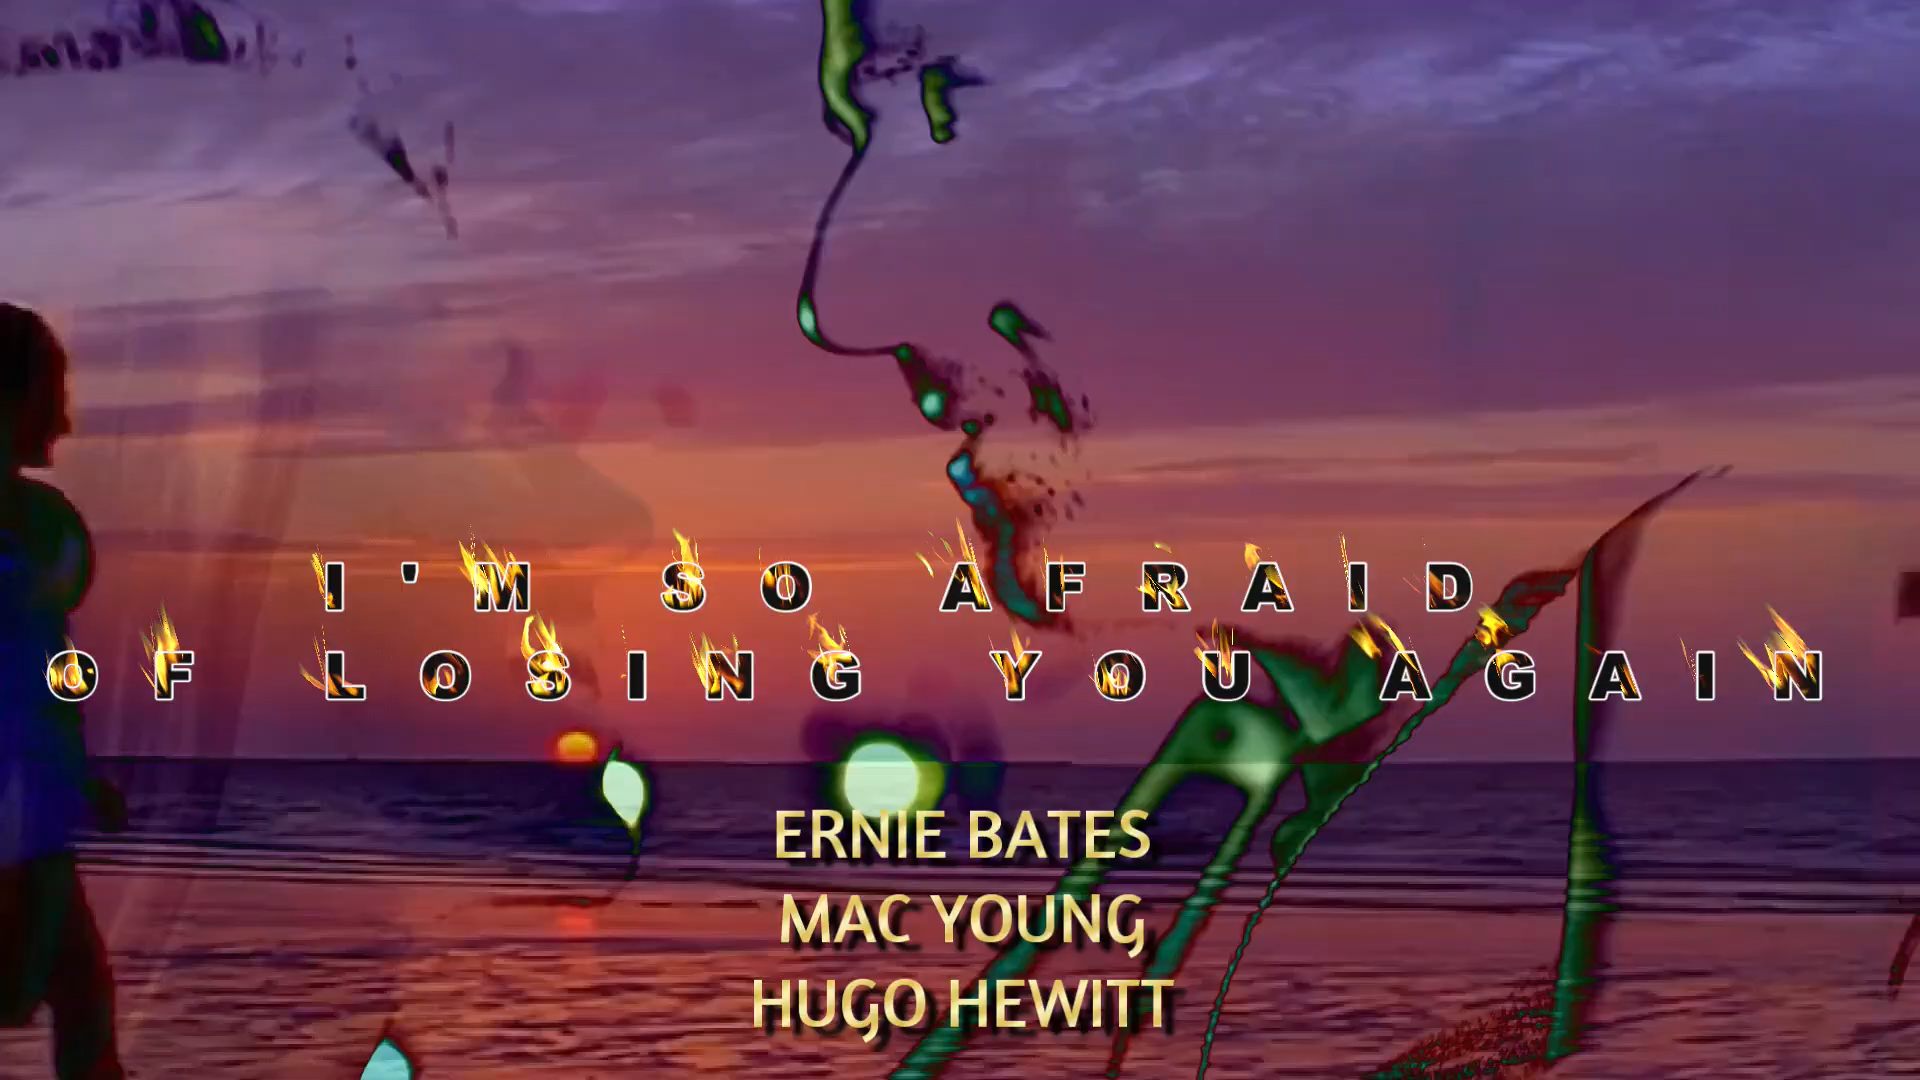 I'M SO AFRAID
OF LOSING YOU AGAIN
ERNIE BATES
MAC YOUNG
HUGO HEWITT